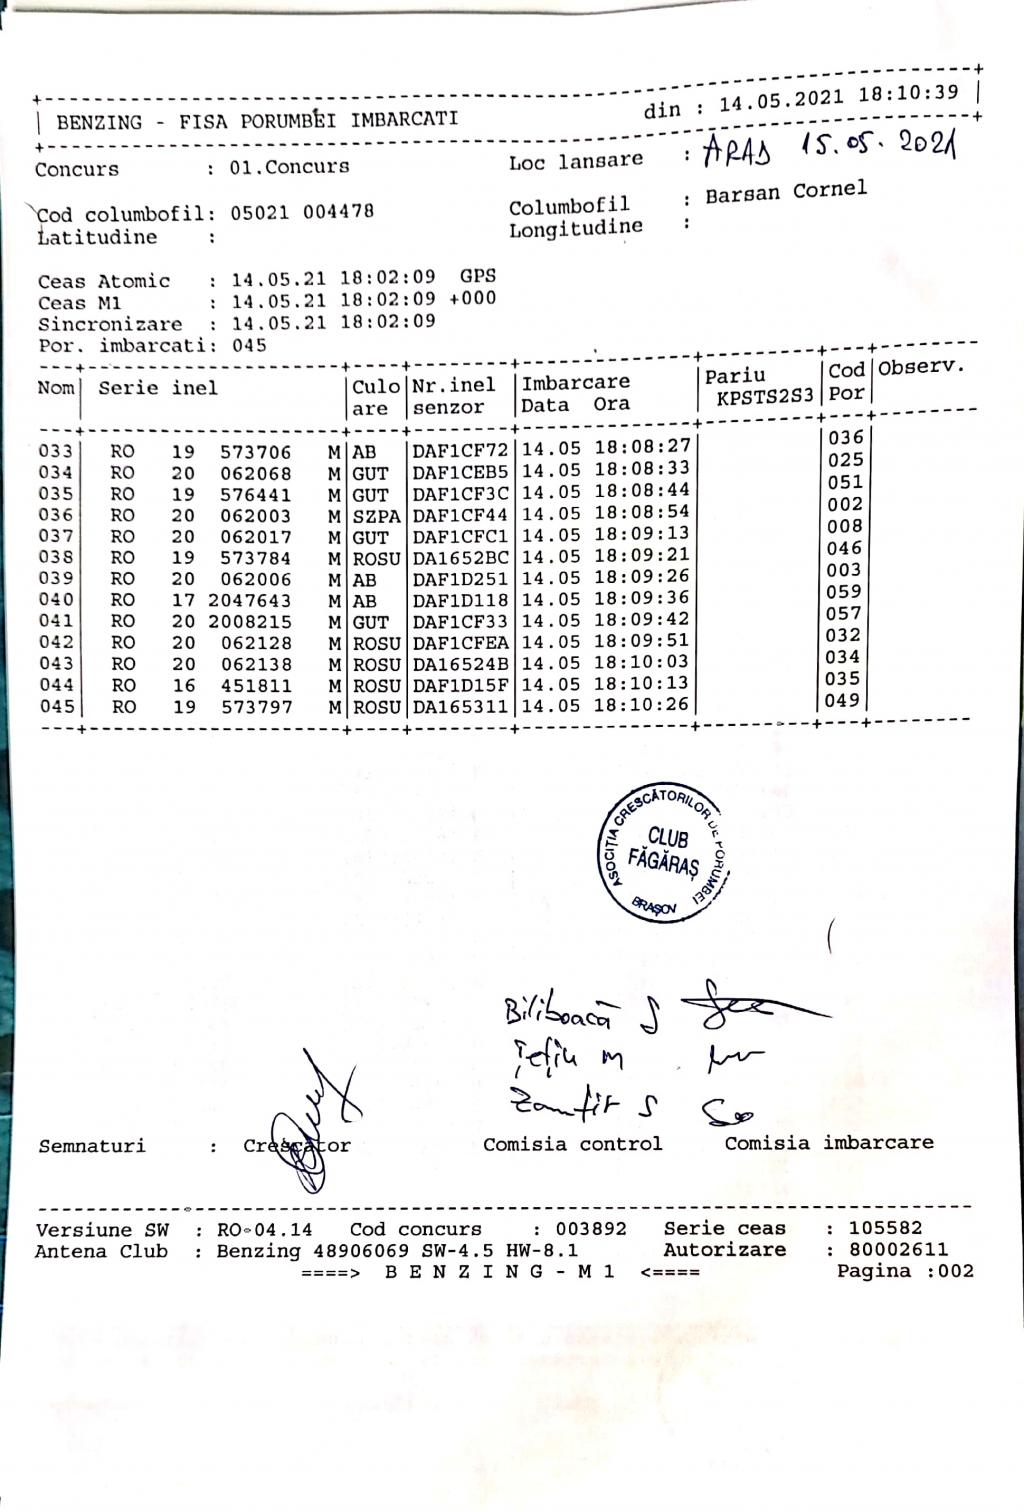 BENZING - FISA PORUMBEI IMBARCATI din : 14.05.2021 18:10:39
Concurs : 01.Concurs Loc lansare : ARAD 15.05.2021
Cod columbofil: 05021 004478 Columbofil : Barsan Cornel
Latitudine : Longitudine :
Ceas Atomic : 14.05.21 18:02:09 GPS
Ceas M1 : 14.05.21 18:02:09 +000
Sincronizare : 14.05.21 18:02:09
Por. imbarcati: 045
Nom| Serie inel |Culo|Nr.inel |Imbarcare |Pariu |Cod|Observ.
are |senzor |Data Ora | KPSTS2S3|Por|
033| RO 19 573706 M|AB |DAF1CF72|14.05 18:08:27| |036|
034| RO 20 062068 M|GUT |DAF1CEB5|14.05 18:08:33| |025|
035| RO 19 576441 M|GUT |DAF1CF3C|14.05 18:08:44| |051|
036| RO 20 062003 M|SZPA|DAF1CF44|14.05 18:08:54| |002|
037| RO 20 062017 M|GUT |DAF1CFC1|14.05 18:09:13| |008|
038| RO 19 573784 M|ROSU|DA1652BC|14.05 18:09:21| |046|
039| RO 20 062006 M|AB |DAF1D251|14.05 18:09:26| |003|
040| RO 17 2047643 M|AB |DAF1D118|14.05 18:09:36| |059|
041| RO 20 2008215 M|GUT |DAF1CF33|14.05 18:09:42| |057|
042| RO 20 062128 M|ROSU|DAF1CFEA|14.05 18:09:51| |032|
043| RO 20 062138 M|ROSU|DA16524B|14.05 18:10:03| |034|
044| RO 16 451811 M|ROSU|DAF1D15F|14.05 18:10:13| |035|
045| RO 19 573797 M|ROSU|DA165311|14.05 18:10:26| |049|
ASOCIȚIA CRESCĂTORILOR DE PORUMBEI
CLUB
FĂGĂRAȘ
BRAȘOV
Biliboacă S
Țețiu M
Zamfir S
Semnaturi : Crescator Comisia control Comisia imbarcare
Versiune SW : RO-04.14 Cod concurs : 003892 Serie ceas : 105582
Antena Club : Benzing 48906069 SW-4.5 HW-8.1 Autorizare : 80002611
====> B E N Z I N G - M 1 <==== Pagina :002